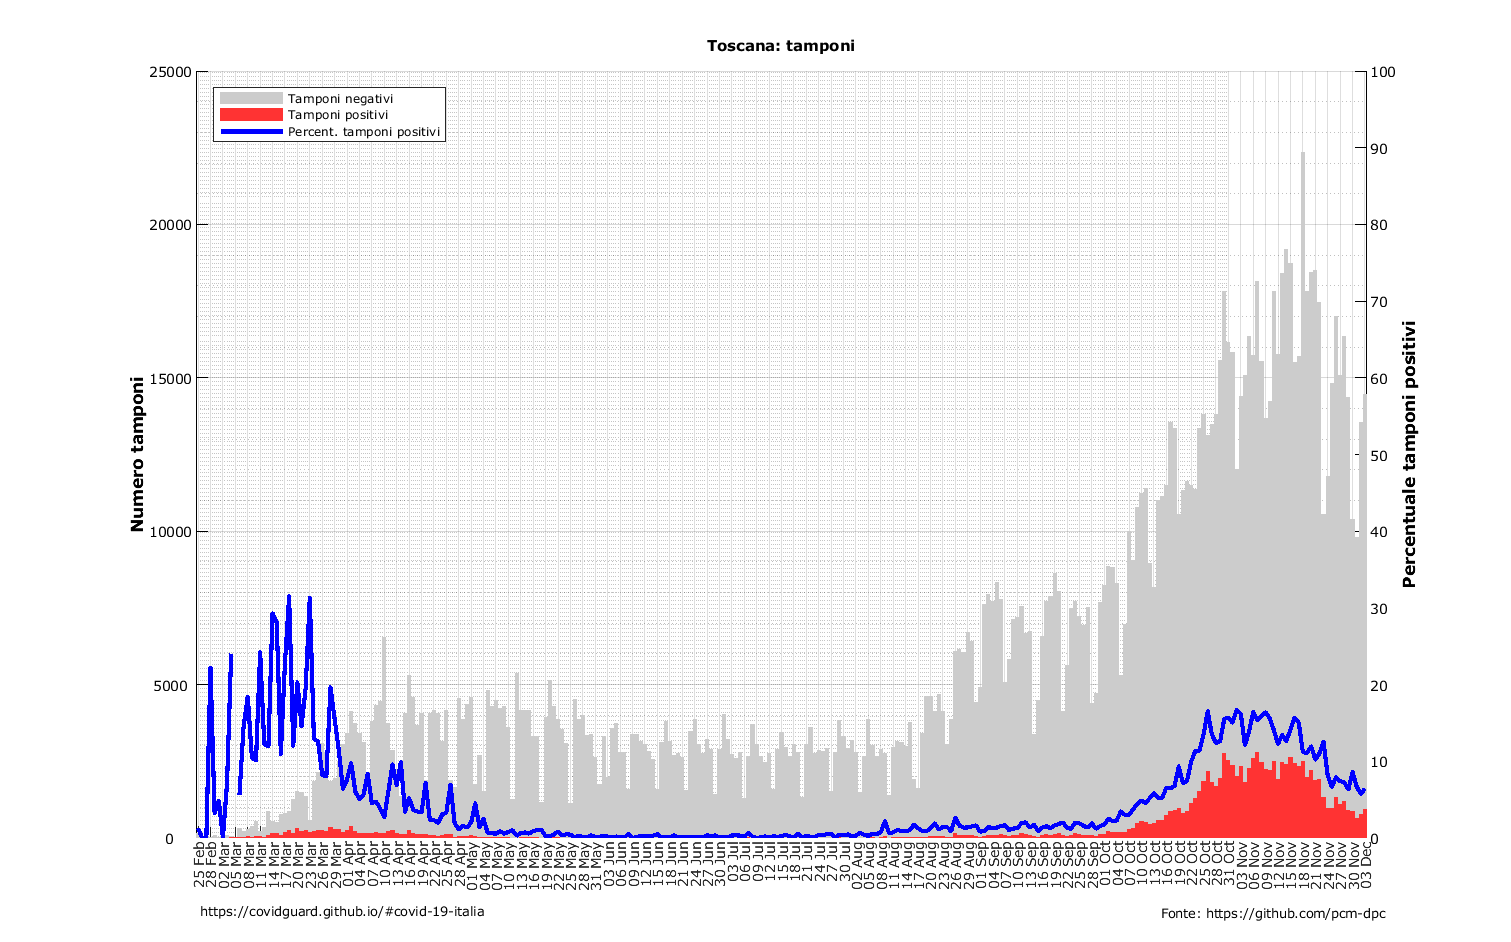 Toscana: tamponi
Tamponi negativi
Tamponi positivi
Percent. tamponi positivi
Numero tamponi
25000
20000
15000
10000
5000
0
100
90
80
70
60
50
40
30
20
10
0
Percentuale tamponi positivi
25 Feb
28 Feb
02 Mar
05 Mar
08 Mar
11 Mar
14 Mar
17 Mar
20 Mar
23 Mar
26 Mar
29 Mar
01 Apr
04 Apr
07 Apr
10 Apr
13 Apr
16 Apr
19 Apr
22 Apr
25 Apr
28 Apr
01 May
04 May
07 May
10 May
13 May
16 May
19 May
22 May
25 May
28 May
31 May
03 Jun
06 Jun
09 Jun
12 Jun
15 Jun
18 Jun
21 Jun
24 Jun
27 Jun
30 Jun
03 Jul
06 Jul
09 Jul
12 Jul
15 Jul
18 Jul
21 Jul
24 Jul
27 Jul
30 Jul
02 Aug
05 Aug
08 Aug
11 Aug
14 Aug
17 Aug
20 Aug
23 Aug
26 Aug
29 Aug
01 Sep
04 Sep
07 Sep
10 Sep
13 Sep
16 Sep
19 Sep
22 Sep
25 Sep
28 Sep
01 Oct
04 Oct
07 Oct
10 Oct
13 Oct
16 Oct
19 Oct
22 Oct
25 Oct
28 Oct
31 Oct
03 Nov
06 Nov
09 Nov
12 Nov
15 Nov
18 Nov
21 Nov
24 Nov
27 Nov
30 Nov
03 Dec
https://covidguard.github.io/#covid-19-italia
Fonte: https://github.com/pcm-dpc